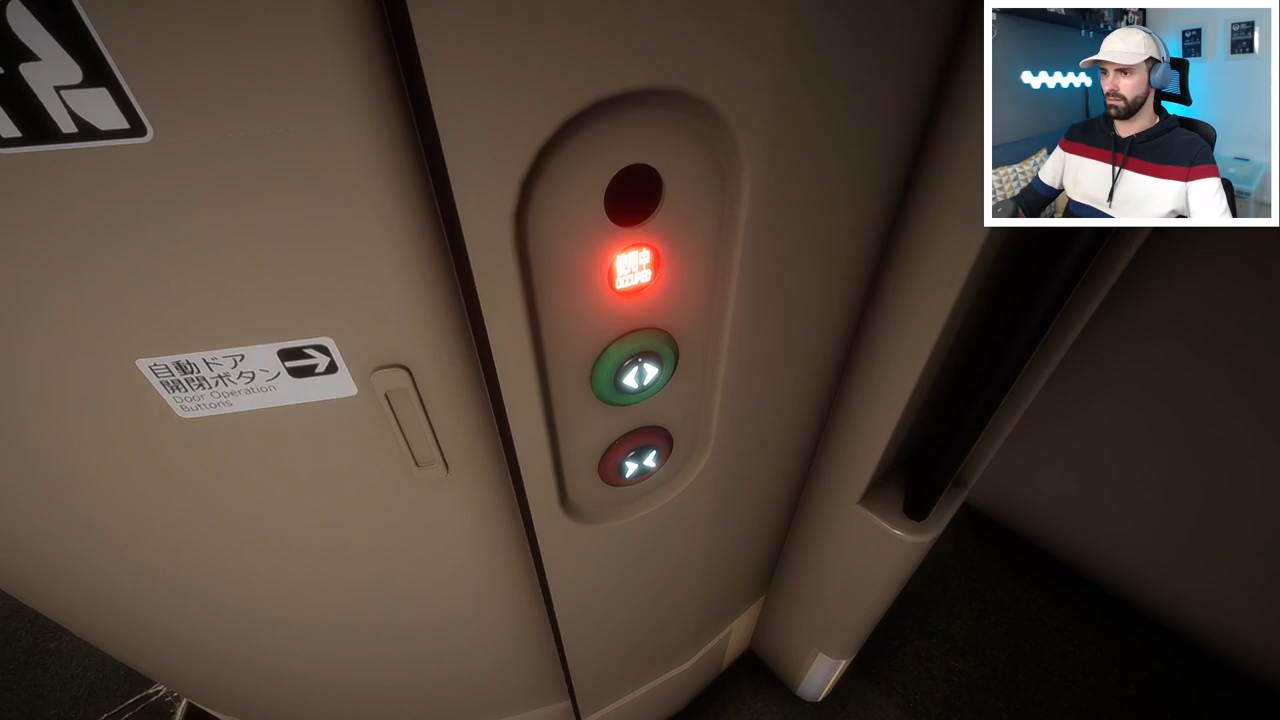 使用中
OCCUPIED
自動ドア
開閉ボタン
Door Operation
Buttons